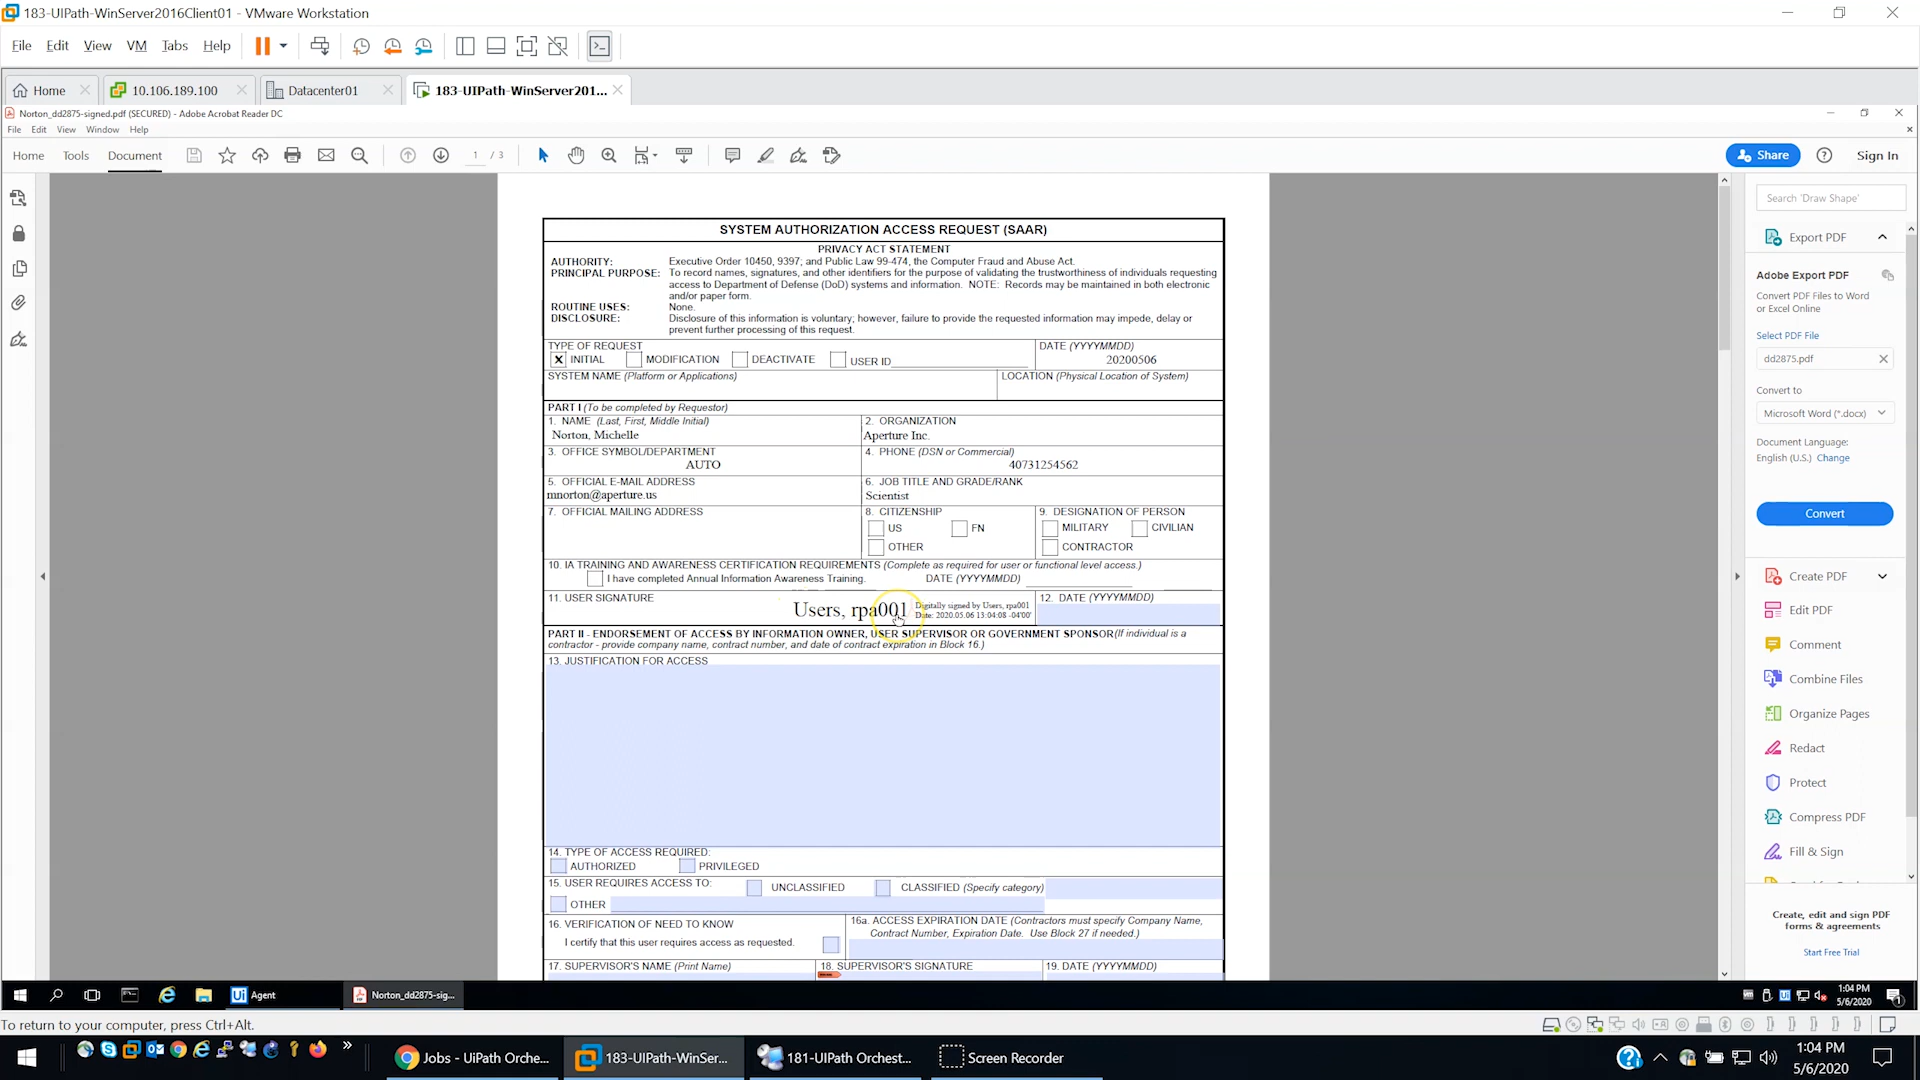 183-UIPath-WinServer2016Client01 - VMware Workstation
File Edit View VM Tabs Help
Home 10.106.189.100 Datacenter01 183-UIPath-WinServer201...
Norton_dd2875-signed.pdf (SECURED) - Adobe Acrobat Reader DC
File Edit View Window Help
Home Tools Document 1 / 3 Share Sign In
SYSTEM AUTHORIZATION ACCESS REQUEST (SAAR)
PRIVACY ACT STATEMENT
AUTHORITY: Executive Order 10450, 9397; and Public Law 99-474, the Computer Fraud and Abuse Act.
PRINCIPAL PURPOSE: To record names, signatures, and other identifiers for the purpose of validating the trustworthiness of individuals requesting
access to Department of Defense (DoD) systems and information. NOTE: Records may be maintained in both electronic
and/or paper form.
ROUTINE USES: None.
DISCLOSURE: Disclosure of this information is voluntary; however, failure to provide the requested information may impede, delay or
prevent further processing of this request.
TYPE OF REQUEST DATE (YYYYMMDD)
X INITIAL MODIFICATION DEACTIVATE USER ID 20200506
SYSTEM NAME (Platform or Applications) LOCATION (Physical Location of System)
PART I (To be completed by Requestor)
1. NAME (Last, First, Middle Initial) 2. ORGANIZATION
Norton, Michelle Aperture Inc.
3. OFFICE SYMBOL/DEPARTMENT 4. PHONE (DSN or Commercial)
AUTO 40731254562
5. OFFICIAL E-MAIL ADDRESS 6. JOB TITLE AND GRADE/RANK
mnorton@aperture.us Scientist
7. OFFICIAL MAILING ADDRESS 8. CITIZENSHIP 9. DESIGNATION OF PERSON
US FN MILITARY CIVILIAN
OTHER CONTRACTOR
10. IA TRAINING AND AWARENESS CERTIFICATION REQUIREMENTS (Complete as required for user or functional level access.)
I have completed Annual Information Awareness Training. DATE (YYYYMMDD)
11. USER SIGNATURE 12. DATE (YYYYMMDD)
Users, rpa001 Digitally signed by Users, rpa001
Date: 2020.05.06 13:04:08 -04'00'
PART II - ENDORSEMENT OF ACCESS BY INFORMATION OWNER, USER SUPERVISOR OR GOVERNMENT SPONSOR (If individual is a
contractor - provide company name, contract number, and date of contract expiration in Block 16.)
13. JUSTIFICATION FOR ACCESS
14. TYPE OF ACCESS REQUIRED:
AUTHORIZED PRIVILEGED
15. USER REQUIRES ACCESS TO: UNCLASSIFIED CLASSIFIED (Specify category)
OTHER
16. VERIFICATION OF NEED TO KNOW 16a. ACCESS EXPIRATION DATE (Contractors must specify Company Name,
I certify that this user requires access as requested. Contract Number, Expiration Date. Use Block 27 if needed.)
17. SUPERVISOR'S NAME (Print Name) 18. SUPERVISOR'S SIGNATURE 19. DATE (YYYYMMDD)
Search 'Draw Shape'
Export PDF
Adobe Export PDF
Convert PDF Files to Word
or Excel Online
Select PDF File
dd2875.pdf
Convert to
Microsoft Word (*.docx)
Document Language:
English (U.S.) Change
Convert
Create PDF
Edit PDF
Comment
Combine Files
Organize Pages
Redact
Protect
Compress PDF
Fill & Sign
Create, edit and sign PDF
forms & agreements
Start Free Trial
Ui Agent Norton_dd2875-sig... 1:04 PM
5/6/2020
To return to your computer, press Ctrl+Alt.
Jobs - UiPath Orche... 183-UIPath-WinSer... 181-UIPath Orchest... Screen Recorder 1:04 PM
5/6/2020